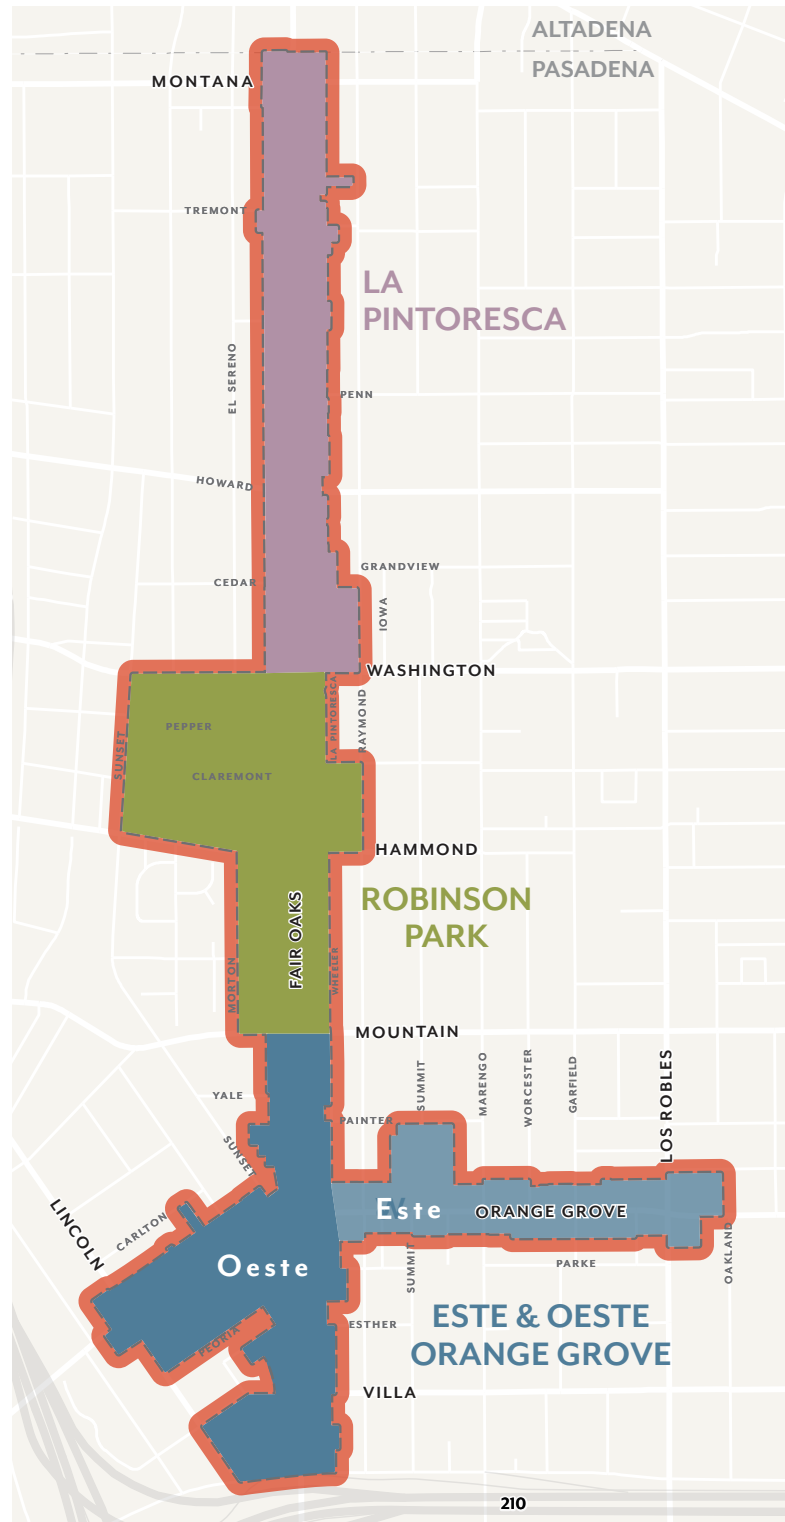 ALTADENA
PASADENA
MONTANA
TREMONT
LA
PINTORESCA
EL SERENO
PENN
HOWARD
GRANDVIEW
CEDAR
IOWA
WASHINGTON
LA PINTORESCA
RAYMOND
PEPPER
SUNSET
CLAREMONT
HAMMOND
ROBINSON
PARK
FAIR OAKS
WHEELER
MORTON
MOUNTAIN
SUMMIT
MARENGO
WORCESTER
GARFIELD
LOS ROBLES
YALE
PAINTER
SUNSET
Este
ORANGE GROVE
LINCOLN
CARLTON
Oeste
SUMMIT
PARKE
OAKLAND
ESTE & OESTE
ORANGE GROVE
PEORIA
ESTHER
VILLA
210